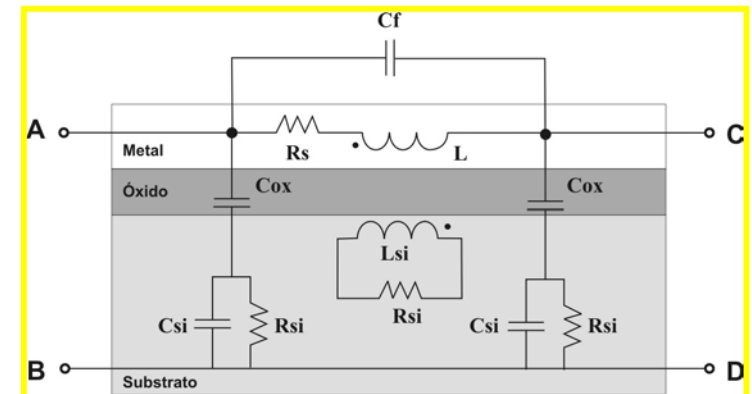 Cf
A
C
Metal
Rs
L
Óxido
Cox
Cox
Lsi
Rsi
Csi
Rsi
Csi
Rsi
B
D
Substrato